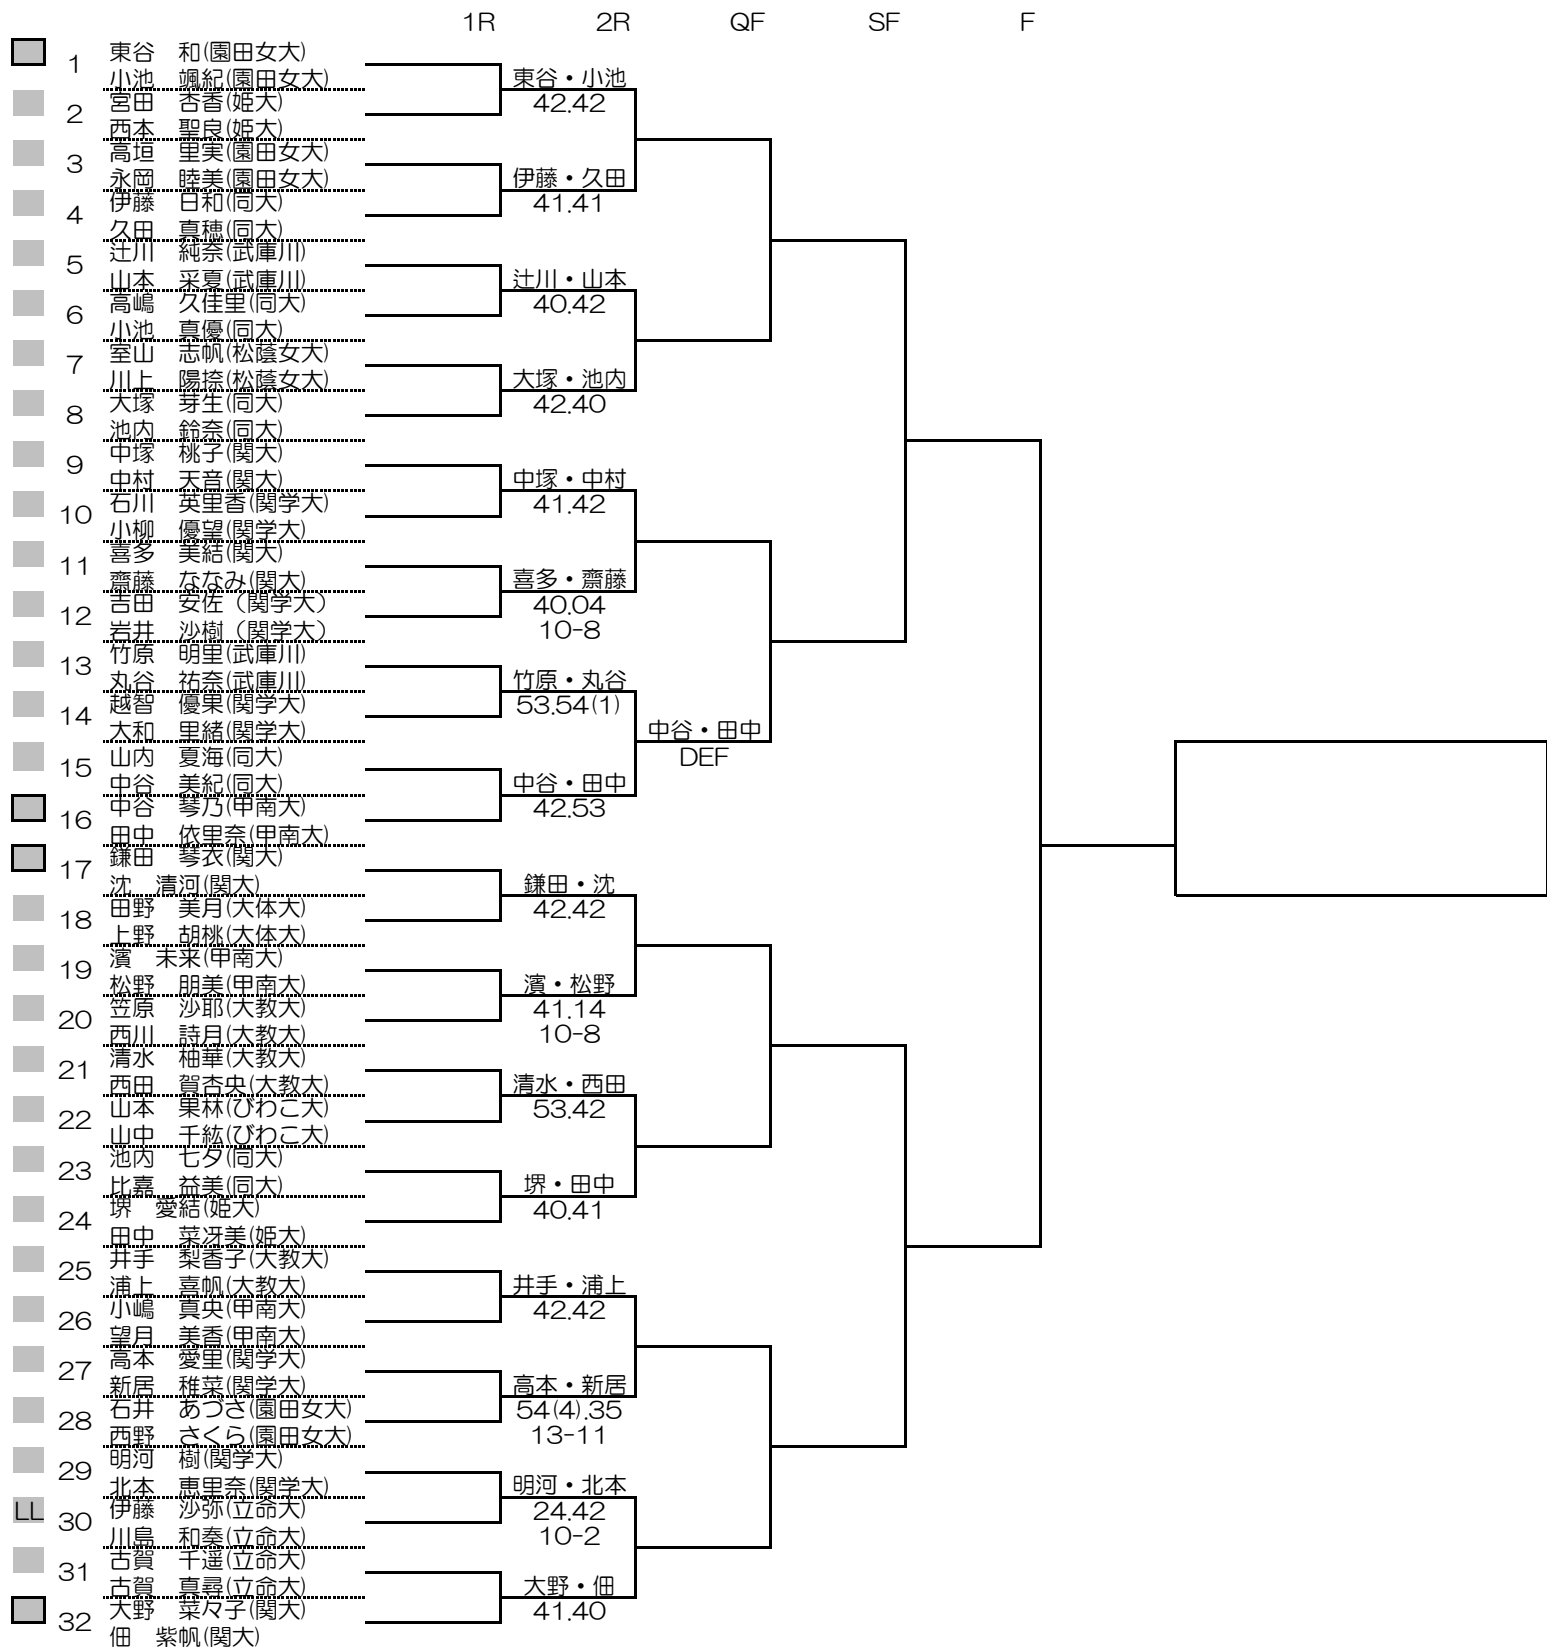 1R 2R QF SF F
1 東谷 和(園田女大)
小池 颯紀(園田女大)
東谷・小池
2 宮田 杏香(姫大)
42.42
西本 聖良(姫大)
3 高垣 里実(園田女大)
永岡 睦美(園田女大)
伊藤・久田
4 伊藤 日和(同大)
41.41
久田 真穂(同大)
5 辻川 純奈(武庫川)
山本 采夏(武庫川)
辻川・山本
6 高嶋 久佳里(同大)
40.42
小池 真優(同大)
7 室山 志帆(松蔭女大)
川上 陽捺(松蔭女大)
大塚・池内
8 大塚 芽生(同大)
42.40
池内 鈴奈(同大)
9 中塚 桃子(関大)
中村 天音(関大)
中塚・中村
10 石川 英里香(関学大)
41.42
小柳 優望(関学大)
11 喜多 美結(関大)
齋藤 ななみ(関大)
喜多・齋藤
12 吉田 安佐（関学大）
40.04
岩井 沙樹（関学大）
10-8
13 竹原 明里(武庫川)
丸谷 祐奈(武庫川)
竹原・丸谷
14 越智 優果(関学大)
53.54(1)
大和 里緒(関学大)
中谷・田中
DEF
15 山内 夏海(同大)
中谷 美紀(同大)
中谷・田中
16 中谷 琴乃(甲南大)
42.53
田中 依里奈(甲南大)
17 鎌田 琴衣(関大)
沈 清河(関大)
鎌田・沈
18 田野 美月(大体大)
42.42
上野 胡桃(大体大)
19 濱 未来(甲南大)
松野 朋美(甲南大)
濱・松野
20 笠原 沙耶(大教大)
41.14
西川 詩月(大教大)
10-8
21 清水 柚華(大教大)
西田 賀杏央(大教大)
清水・西田
22 山本 果林(びわこ大)
53.42
山中 千紘(びわこ大)
23 池内 七夕(同大)
比嘉 益美(同大)
堺・田中
24 堺 愛結(姫大)
40.41
田中 菜冴美(姫大)
25 井手 梨香子(大教大)
浦上 喜帆(大教大)
井手・浦上
26 小嶋 真央(甲南大)
42.42
望月 美香(甲南大)
27 高本 愛里(関学大)
新居 稚菜(関学大)
高本・新居
28 石井 あづさ(園田女大)
54(4).35
西野 さくら(園田女大)
13-11
29 明河 樹(関学大)
北本 恵里奈(関学大)
明河・北本
LL 30 伊藤 沙弥(立命大)
24.42
川島 和奏(立命大)
10-2
31 古賀 千遥(立命大)
古賀 真尋(立命大)
大野・佃
32 大野 菜々子(関大)
41.40
佃 紫帆(関大)